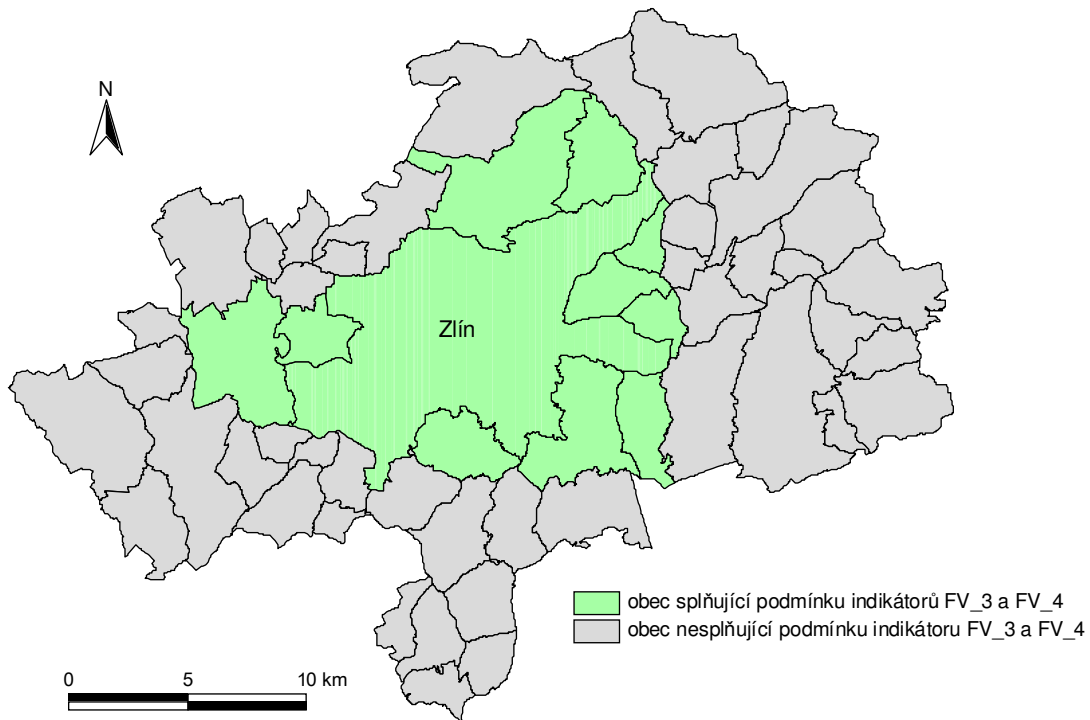 N
Zlín
obec splňující podmínku indikátorů FV_3 a FV_4
obec nesplňující podmínku indikátoru FV_3 a FV_4
0 5 10 km